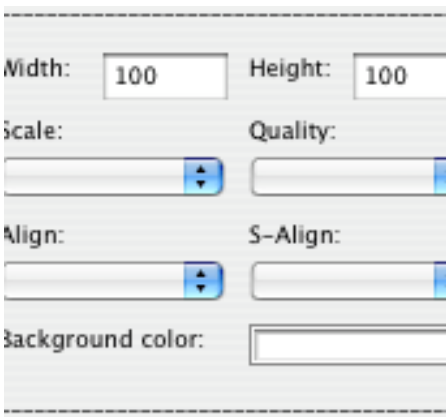 Width: 100 Height: 100
Scale: Quality:
Align: S-Align:
Background color: